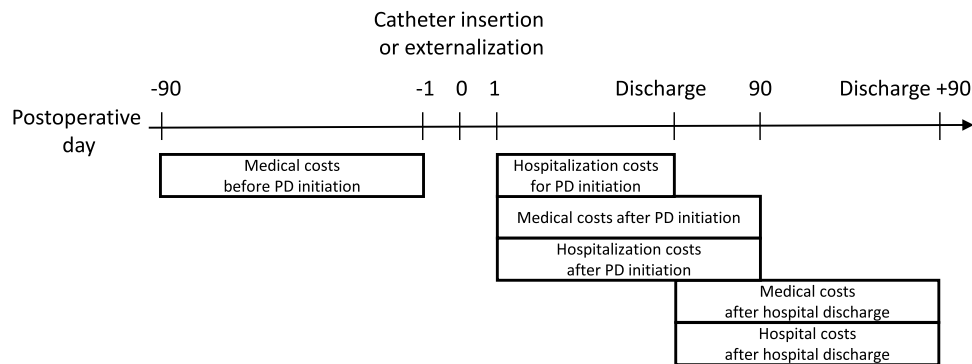 Catheter insertion
or externalization
-90
-1
0
1
Discharge
90
Discharge +90
Postoperative
day
Medical costs
before PD initiation
Hospitalization costs
for PD initiation
Medical costs after PD initiation
Hospitalization costs
after PD initiation
Medical costs
after hospital discharge
Hospital costs
after hospital discharge